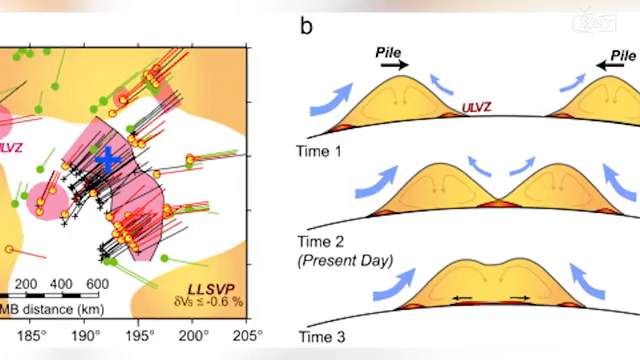 b
Pile
Pile
ULVZ
Time 1
Time 2
(Present Day)
Time 3
LLSVP
δVs ≤ -0.6 %
200 400 600
MB distance (km)
185° 190° 195° 200° 205°